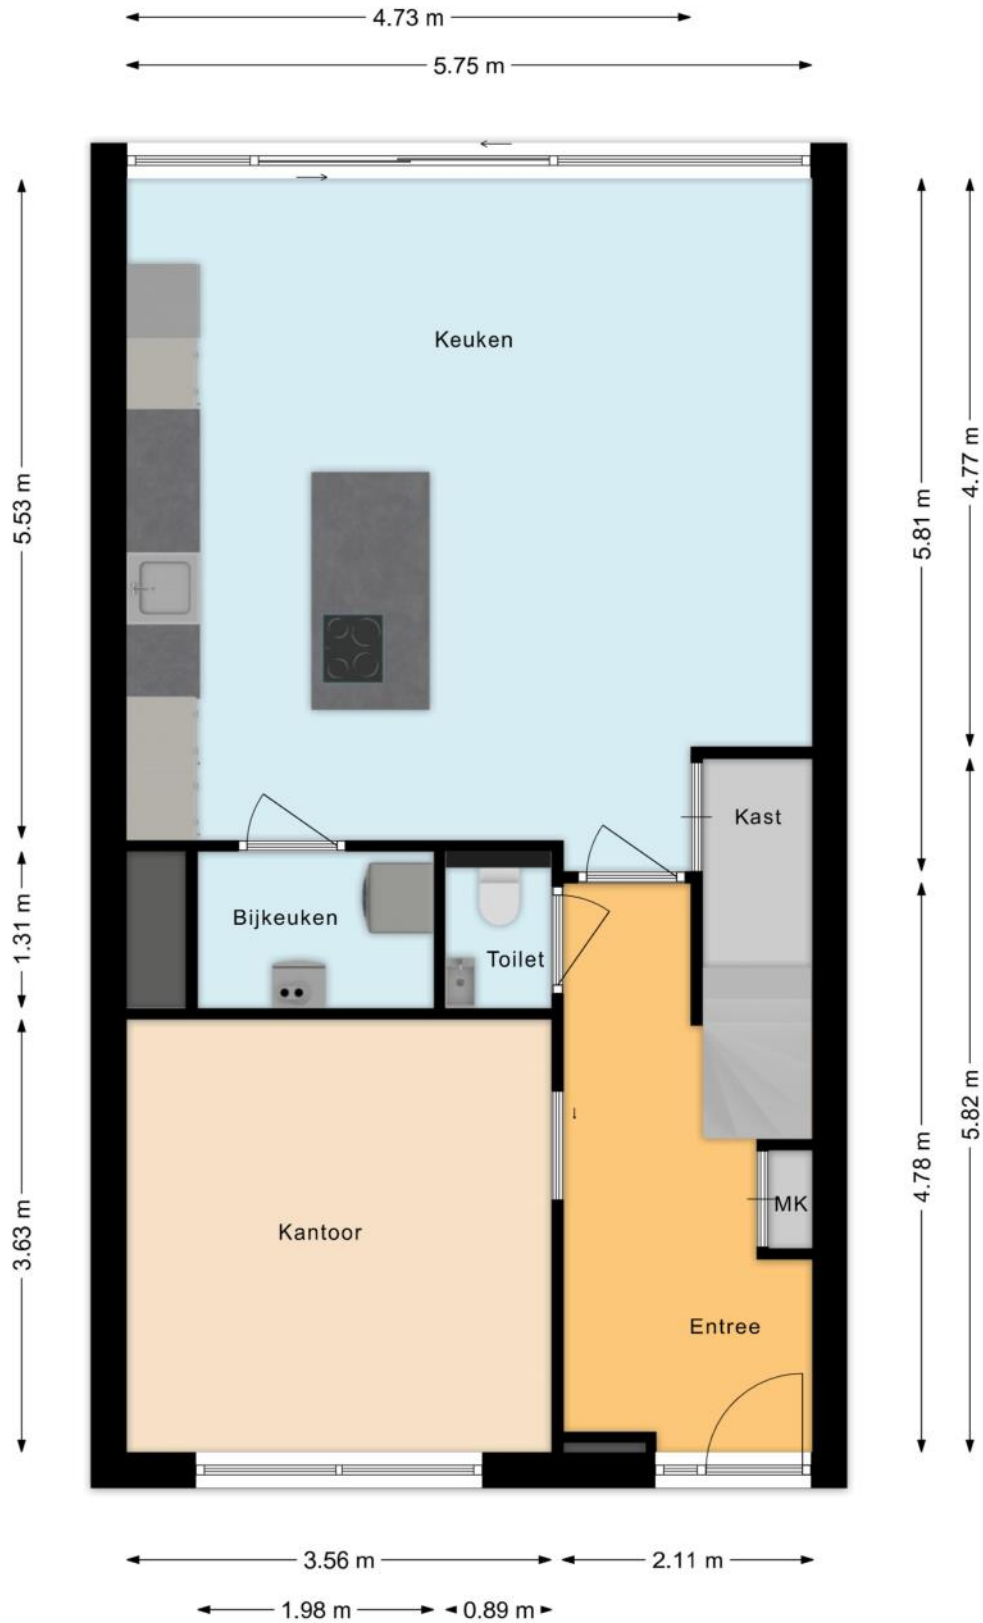 4.73 m
5.75 m
Keuken
5.53 m
5.81 m
4.77 m
Kast
Bijkeuken
Toilet
1.31 m
MK
Kantoor
Entree
3.63 m
4.78 m
5.82 m
3.56 m
2.11 m
1.98 m
0.89 m